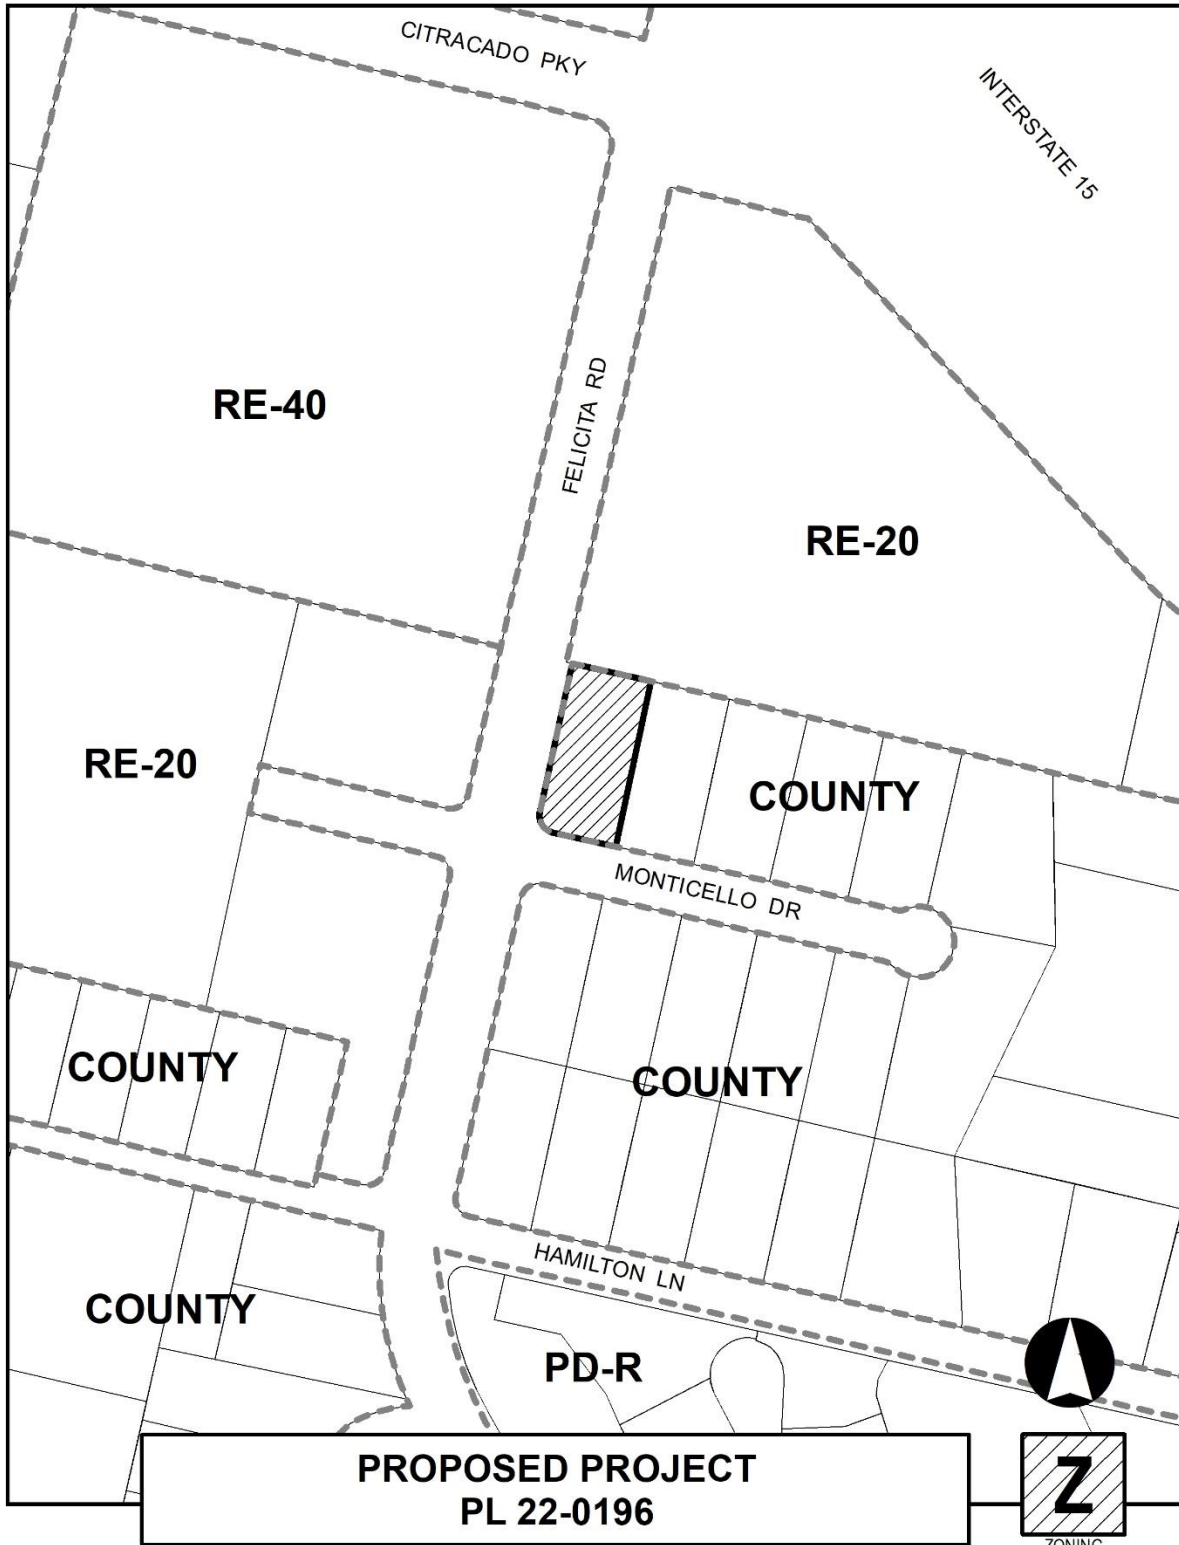 CITRACADO PKY
INTERSTATE 15
RE-40
FELICITA RD
RE-20
RE-20
COUNTY
MONTICELLO DR
COUNTY
COUNTY
HAMILTON LN
COUNTY
PD-R
PROPOSED PROJECT
PL 22-0196
Z
ZONING